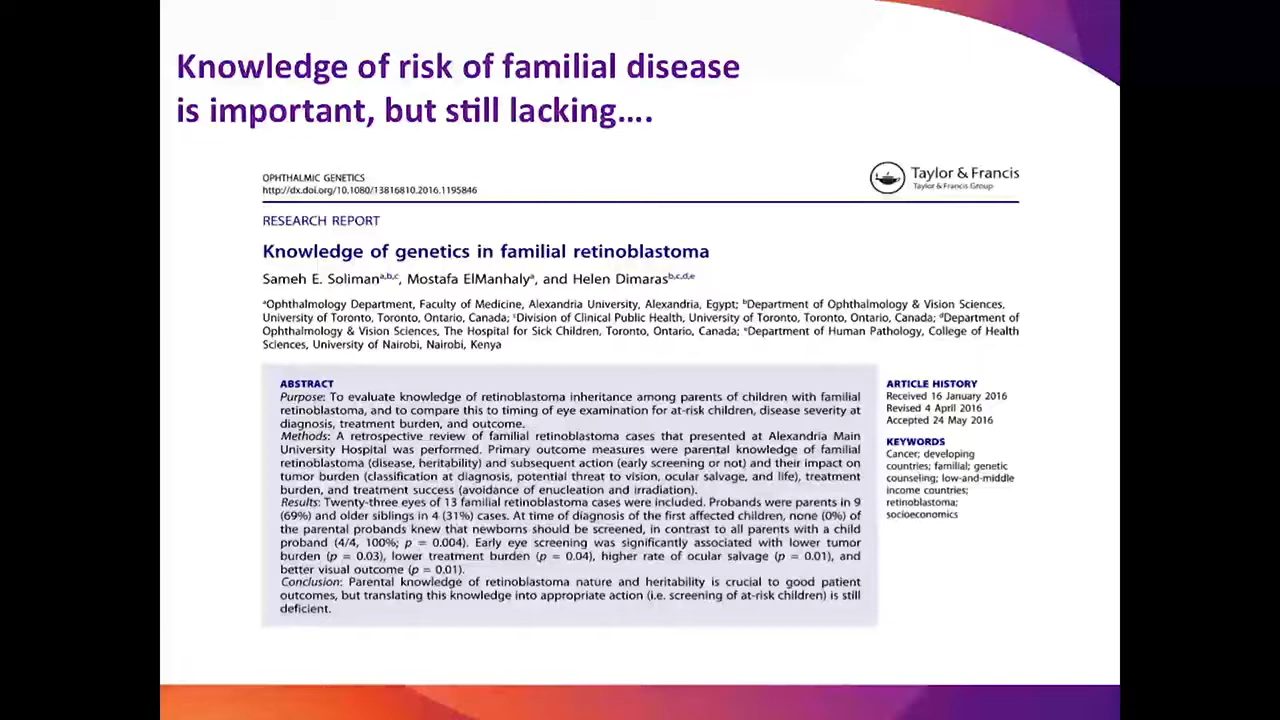 Knowledge of risk of familial disease
is important, but still lacking....
OPHTHALMIC GENETICS
http://dx.doi.org/10.1080/13816810.2016.1195846
Taylor & Francis
Taylor & Francis Group
RESEARCH REPORT
Knowledge of genetics in familial retinoblastoma
Sameh E. Soliman^a,b,c, Mostafa ElManhaly^a, and Helen Dimaras^b,c,d,e
^aOphthalmology Department, Faculty of Medicine, Alexandria University, Alexandria, Egypt; ^bDepartment of Ophthalmology & Vision Sciences,
University of Toronto, Toronto, Ontario, Canada; ^cDivision of Clinical Public Health, University of Toronto, Toronto, Ontario, Canada; ^dDepartment of
Ophthalmology & Vision Sciences, The Hospital for Sick Children, Toronto, Ontario, Canada; ^eDepartment of Human Pathology, College of Health
Sciences, University of Nairobi, Nairobi, Kenya
ABSTRACT
Purpose: To evaluate knowledge of retinoblastoma inheritance among parents of children with familial
retinoblastoma, and to compare this to timing of eye examination for at-risk children, disease severity at
diagnosis, treatment burden, and outcome.
Methods: A retrospective review of familial retinoblastoma cases that presented at Alexandria Main
University Hospital was performed. Primary outcome measures were parental knowledge of familial
retinoblastoma (disease, heritability) and subsequent action (early screening or not) and their impact on
tumor burden (classification at diagnosis, potential threat to vision, ocular salvage, and life), treatment
burden, and treatment success (avoidance of enucleation and irradiation).
Results: Twenty-three eyes of 13 familial retinoblastoma cases were included. Probands were parents in 9
(69%) and older siblings in 4 (31%) cases. At time of diagnosis of the first affected children, none (0%) of
the parental probands knew that newborns should be screened, in contrast to all parents with a child
proband (4/4, 100%; p = 0.004). Early eye screening was significantly associated with lower tumor
burden (p = 0.03), lower treatment burden (p = 0.04), higher rate of ocular salvage (p = 0.01), and
better visual outcome (p = 0.01).
Conclusion: Parental knowledge of retinoblastoma nature and heritability is crucial to good patient
outcomes, but translating this knowledge into appropriate action (i.e. screening of at-risk children) is still
deficient.
ARTICLE HISTORY
Received 16 January 2016
Revised 4 April 2016
Accepted 24 May 2016
KEYWORDS
Cancer; developing
countries; familial; genetic
counseling; low-and-middle
income countries;
retinoblastoma;
socioeconomics